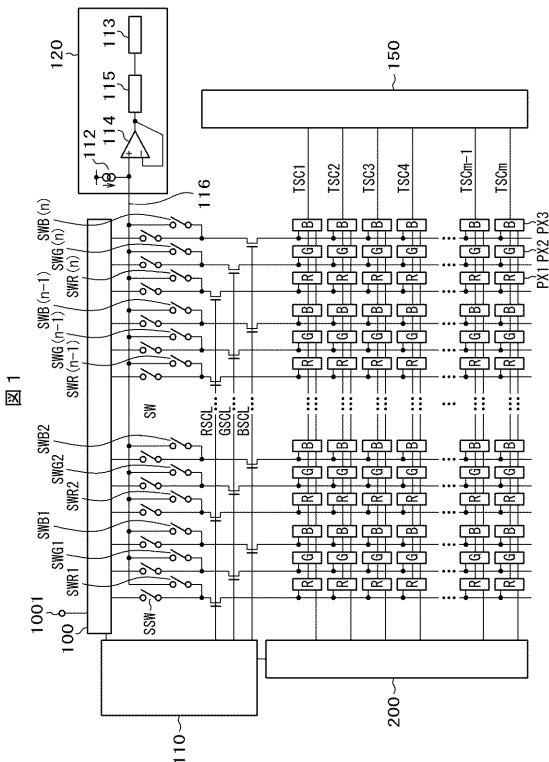 図 1
1001
100
SWR1
SWG1
SWB1
SWR2
SWG2
SWB2
SWR(n-1)
SWG(n-1)
SWB(n-1)
SWR(n)
SWG(n)
SWB(n)
116
112
114
115
113
120
SSW
SW
RSCL
GSCL
BSCL
110
200
150
TSC1
TSC2
TSC3
TSC4
TSCm-1
TSCm
R G B R G B R G B R G B
R G B R G B R G B R G B
R G B R G B R G B R G B
R G B R G B R G B R G B
R G B R G B R G B R G B
R G B R G B R G B R G B
PX1 PX2 PX3